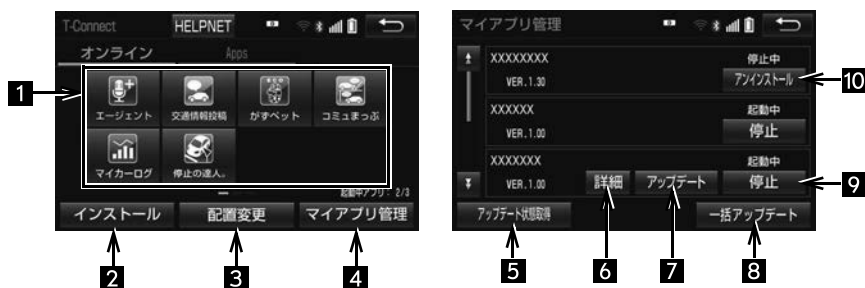 T-Connect HELPNET
オンライン Apps
1
エージェント 交通情報投稿 がずペット コミュまっぷ
マイカーログ 停止の達人。
起動中アプリ：2/3
インストール 配置変更 マイアプリ管理
2 3 4
マイアプリ管理
XXXXXXXX 停止中
VER.1.30 アンインストール 10
XXXXXX 起動中
VER.1.00 停止
XXXXXXX 起動中
VER.1.00 詳細 アップデート 停止 9
アップデート状態取得 一括アップデート
5 6 7 8